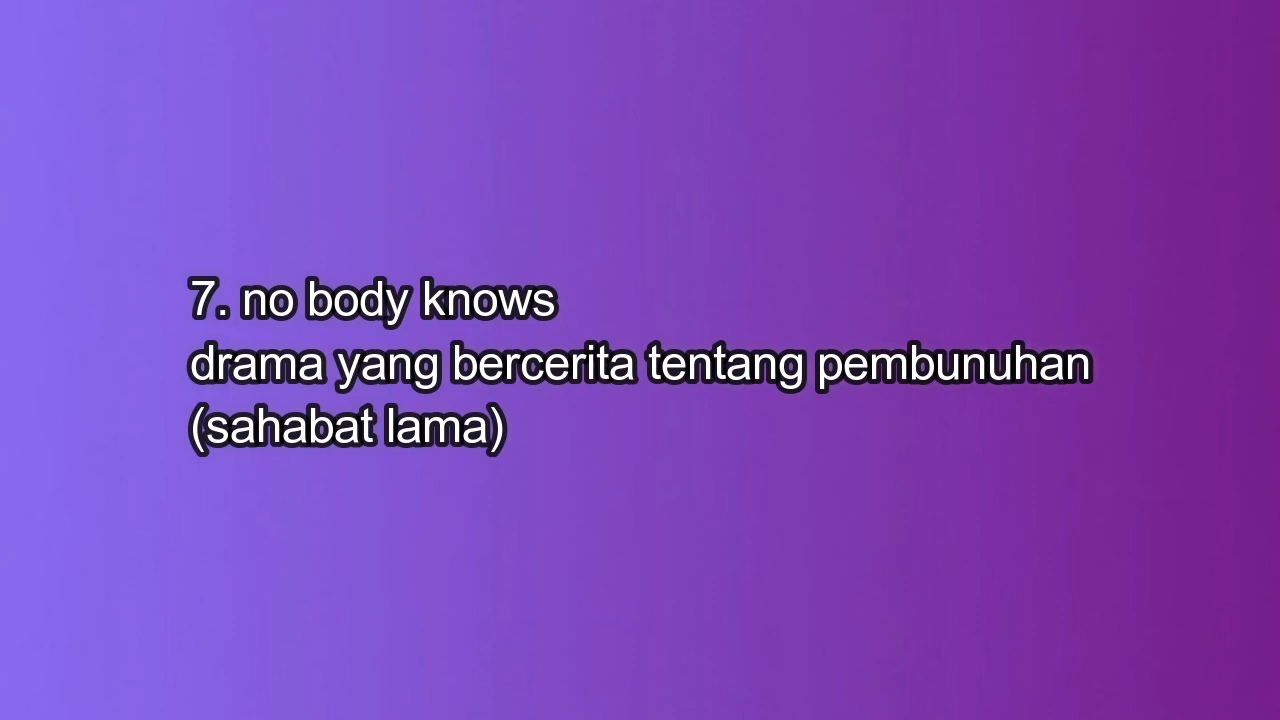 7. no body knows
drama yang bercerita tentang pembunuhan
(sahabat lama)